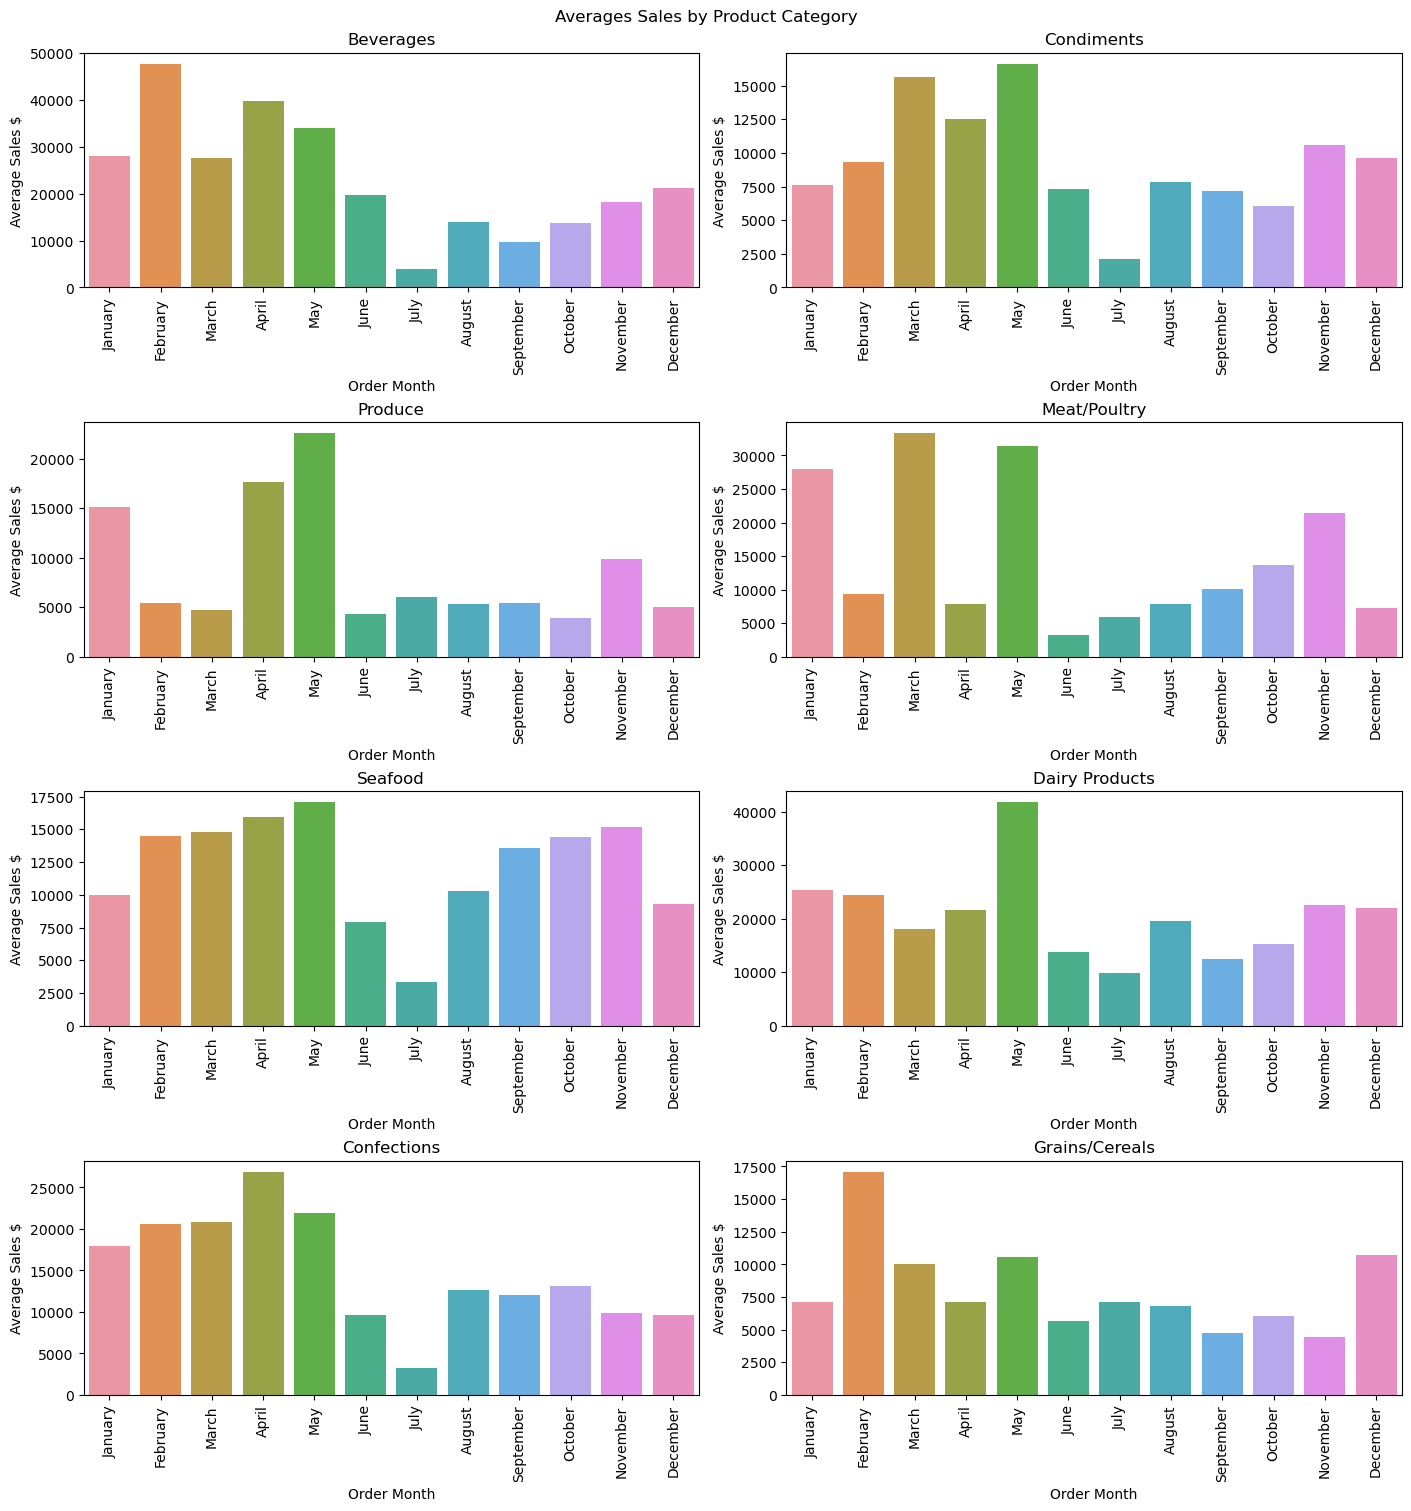 Averages Sales by Product Category
Beverages
Average Sales $
50000
40000
30000
20000
10000
0
January
February
March
April
May
June
July
August
September
October
November
December
Order Month
Condiments
Average Sales $
15000
12500
10000
7500
5000
2500
0
January
February
March
April
May
June
July
August
September
October
November
December
Order Month
Produce
Average Sales $
20000
15000
10000
5000
0
January
February
March
April
May
June
July
August
September
October
November
December
Order Month
Meat/Poultry
Average Sales $
30000
25000
20000
15000
10000
5000
0
January
February
March
April
May
June
July
August
September
October
November
December
Order Month
Seafood
Average Sales $
17500
15000
12500
10000
7500
5000
2500
0
January
February
March
April
May
June
July
August
September
October
November
December
Order Month
Dairy Products
Average Sales $
40000
30000
20000
10000
0
January
February
March
April
May
June
July
August
September
October
November
December
Order Month
Confections
Average Sales $
25000
20000
15000
10000
5000
0
January
February
March
April
May
June
July
August
September
October
November
December
Order Month
Grains/Cereals
Average Sales $
17500
15000
12500
10000
7500
5000
2500
0
January
February
March
April
May
June
July
August
September
October
November
December
Order Month